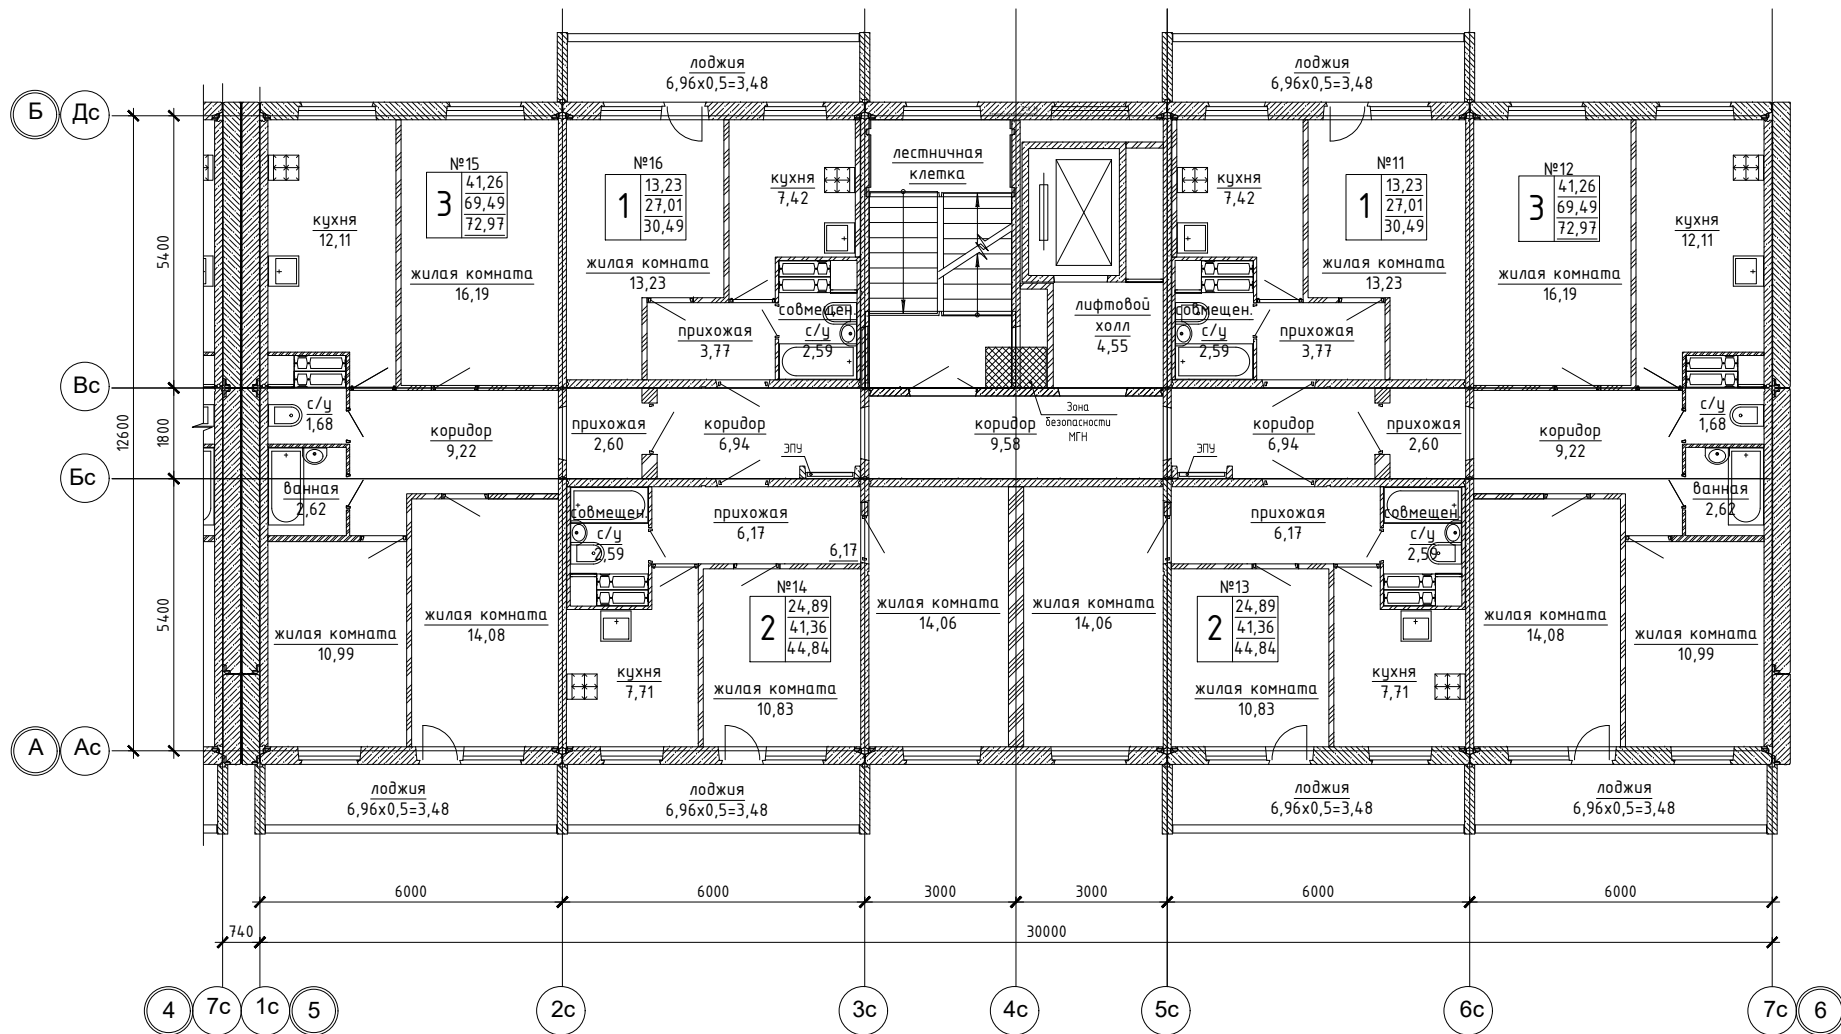 лоджия
6,96х0,5=3,48
лоджия
6,96х0,5=3,48
Б
Дс
№15
3
41,26
69,49
72,97
№16
1
13,23
27,01
30,49
кухня
7,42
лестничная
клетка
кухня
7,42
№11
1
13,23
27,01
30,49
№12
3
41,26
69,49
72,97
кухня
12,11
жилая комната
16,19
жилая комната
13,23
жилая комната
13,23
жилая комната
16,19
кухня
12,11
5400
прихожая
3,77
совмещен.
с/у
2,59
лифтовой
холл
4,55
совмещен.
с/у
2,59
прихожая
3,77
Вс
12600
1800
с/у
1,68
коридор
9,22
прихожая
2,60
коридор
6,94
ЭПУ
коридор
9,58
Зона
безопасности
МГН
ЭПУ
коридор
6,94
прихожая
2,60
коридор
9,22
с/у
1,68
Бс
ванная
2,62
совмещен.
с/у
2,59
прихожая
6,17
6,17
прихожая
6,17
совмещен.
с/у
2,59
ванная
2,62
5400
жилая комната
10,99
жилая комната
14,08
№14
2
24,89
41,36
44,84
жилая комната
14,06
жилая комната
14,06
№13
2
24,89
41,36
44,84
жилая комната
14,08
жилая комната
10,99
кухня
7,71
жилая комната
10,83
жилая комната
10,83
кухня
7,71
А
Ас
лоджия
6,96х0,5=3,48
лоджия
6,96х0,5=3,48
лоджия
6,96х0,5=3,48
лоджия
6,96х0,5=3,48
6000
6000
3000
3000
6000
6000
740
30000
4
7с
1с
5
2с
3с
4с
5с
6с
7с
6